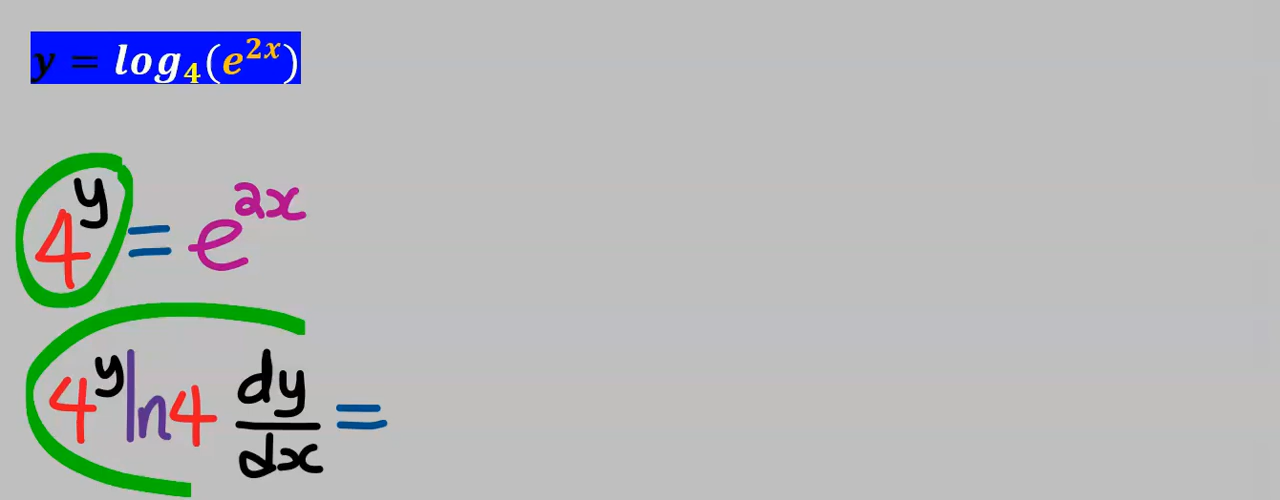 y = log₄(e²ˣ)
4ʸ = e²ˣ
4ʸ ln4 dy/dx =